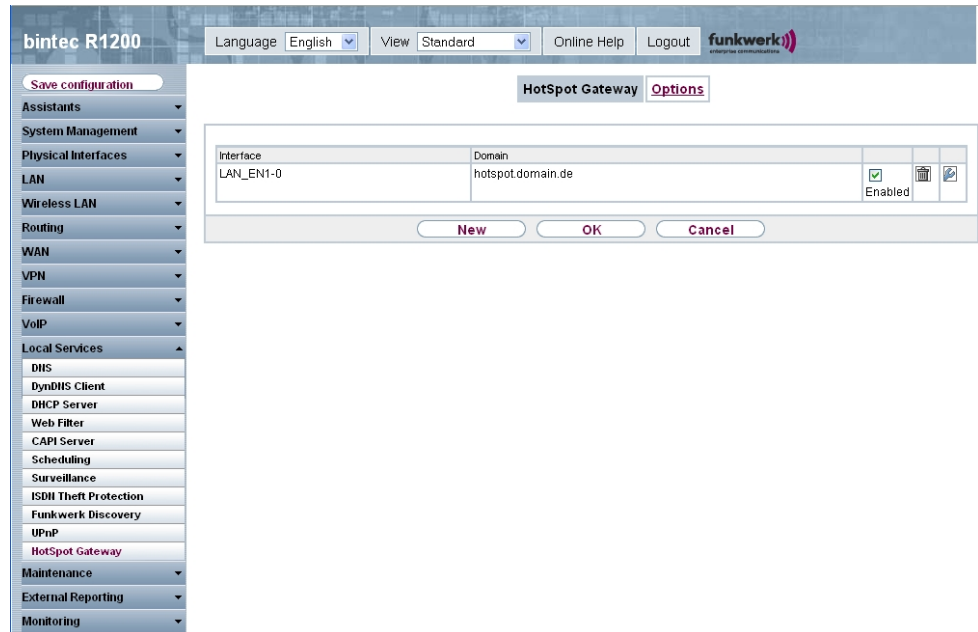 bintec R1200
Language English View Standard Online Help Logout funkwerk
enterprise communications
Save configuration
Assistants
System Management
Physical Interfaces
LAN
Wireless LAN
Routing
WAN
VPN
Firewall
VoIP
Local Services
DNS
DynDNS Client
DHCP Server
Web Filter
CAPI Server
Scheduling
Surveillance
ISDN Theft Protection
Funkwerk Discovery
UPnP
HotSpot Gateway
Maintenance
External Reporting
Monitoring
HotSpot Gateway Options
Interface Domain
LAN_EN1-0 hotspot.domain.de
Enabled
New OK Cancel